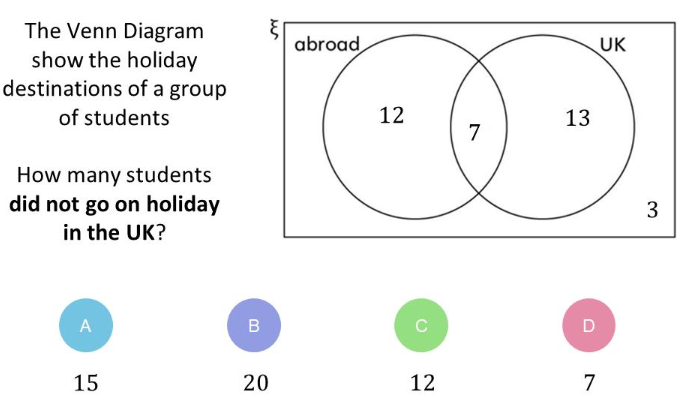 The Venn Diagram
show the holiday
destinations of a group
of students
How many students
did not go on holiday
in the UK?
ξ
abroad
UK
12
7
13
3
A
B
C
D
15
20
12
7